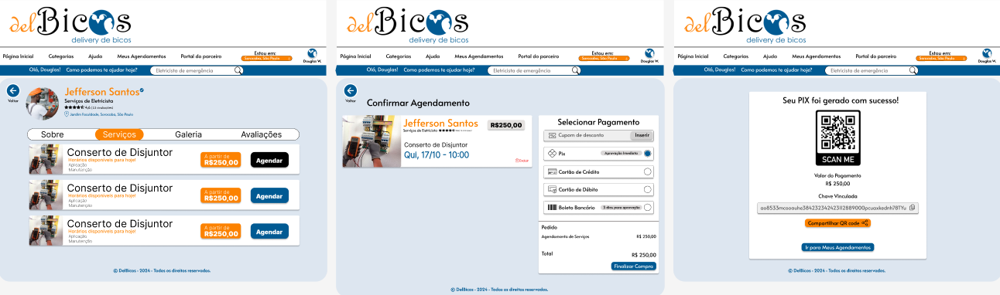 delBicos
delivery de bicos
Página Inicial Categorias Ajuda Meus Agendamentos Portal do parceiro
Estou em:
Sorocaba, São Paulo
Douglas W.
Olá, Douglas! Como podemos te ajudar hoje? Eletricista de emergência
Voltar
Jefferson Santos
Serviços de Eletricista
Jardim Faculdade, Sorocaba, São Paulo
Sobre Serviços Galeria Avaliações
Conserto de Disjuntor
Horários disponíveis para hoje!
Aplicação
Manutenção
A partir de
R$250,00
Agendar
Conserto de Disjuntor
Horários disponíveis para hoje!
Aplicação
Manutenção
A partir de
R$250,00
Agendar
Conserto de Disjuntor
Horários disponíveis para hoje!
Aplicação
Manutenção
A partir de
R$250,00
Agendar
© DelBicos - 2024 - Todos os direitos reservados.
delBicos
delivery de bicos
Página Inicial Categorias Ajuda Meus Agendamentos Portal do parceiro
Estou em:
Sorocaba, São Paulo
Douglas W.
Olá, Douglas! Como podemos te ajudar hoje? Eletricista de emergência
Voltar
Confirmar Agendamento
Jefferson Santos
Serviços de Eletricista
R$250,00
Conserto de Disjuntor
Qui, 17/10 - 10:00
Selecionar Pagamento
Cupom de desconto Inserir
Pix Aprovação Imediata
Cartão de Crédito
Cartão de Débito
Boleto Bancário 3 dias para aprovação
Pedido
Agendamento de Serviços R$ 250,00
Total R$ 250,00
Finalizar Compra
© DelBicos - 2024 - Todos os direitos reservados.
delBicos
delivery de bicos
Página Inicial Categorias Ajuda Meus Agendamentos Portal do parceiro
Estou em:
Sorocaba, São Paulo
Douglas W.
Olá, Douglas! Como podemos te ajudar hoje? Eletricista de emergência
Seu PIX foi gerado com sucesso!
SCAN ME
Valor do Pagamento
R$ 250,00
Chave Vinculada
Compartilhar QR code
Ir para Meus Agendamentos
© DelBicos - 2024 - Todos os direitos reservados.